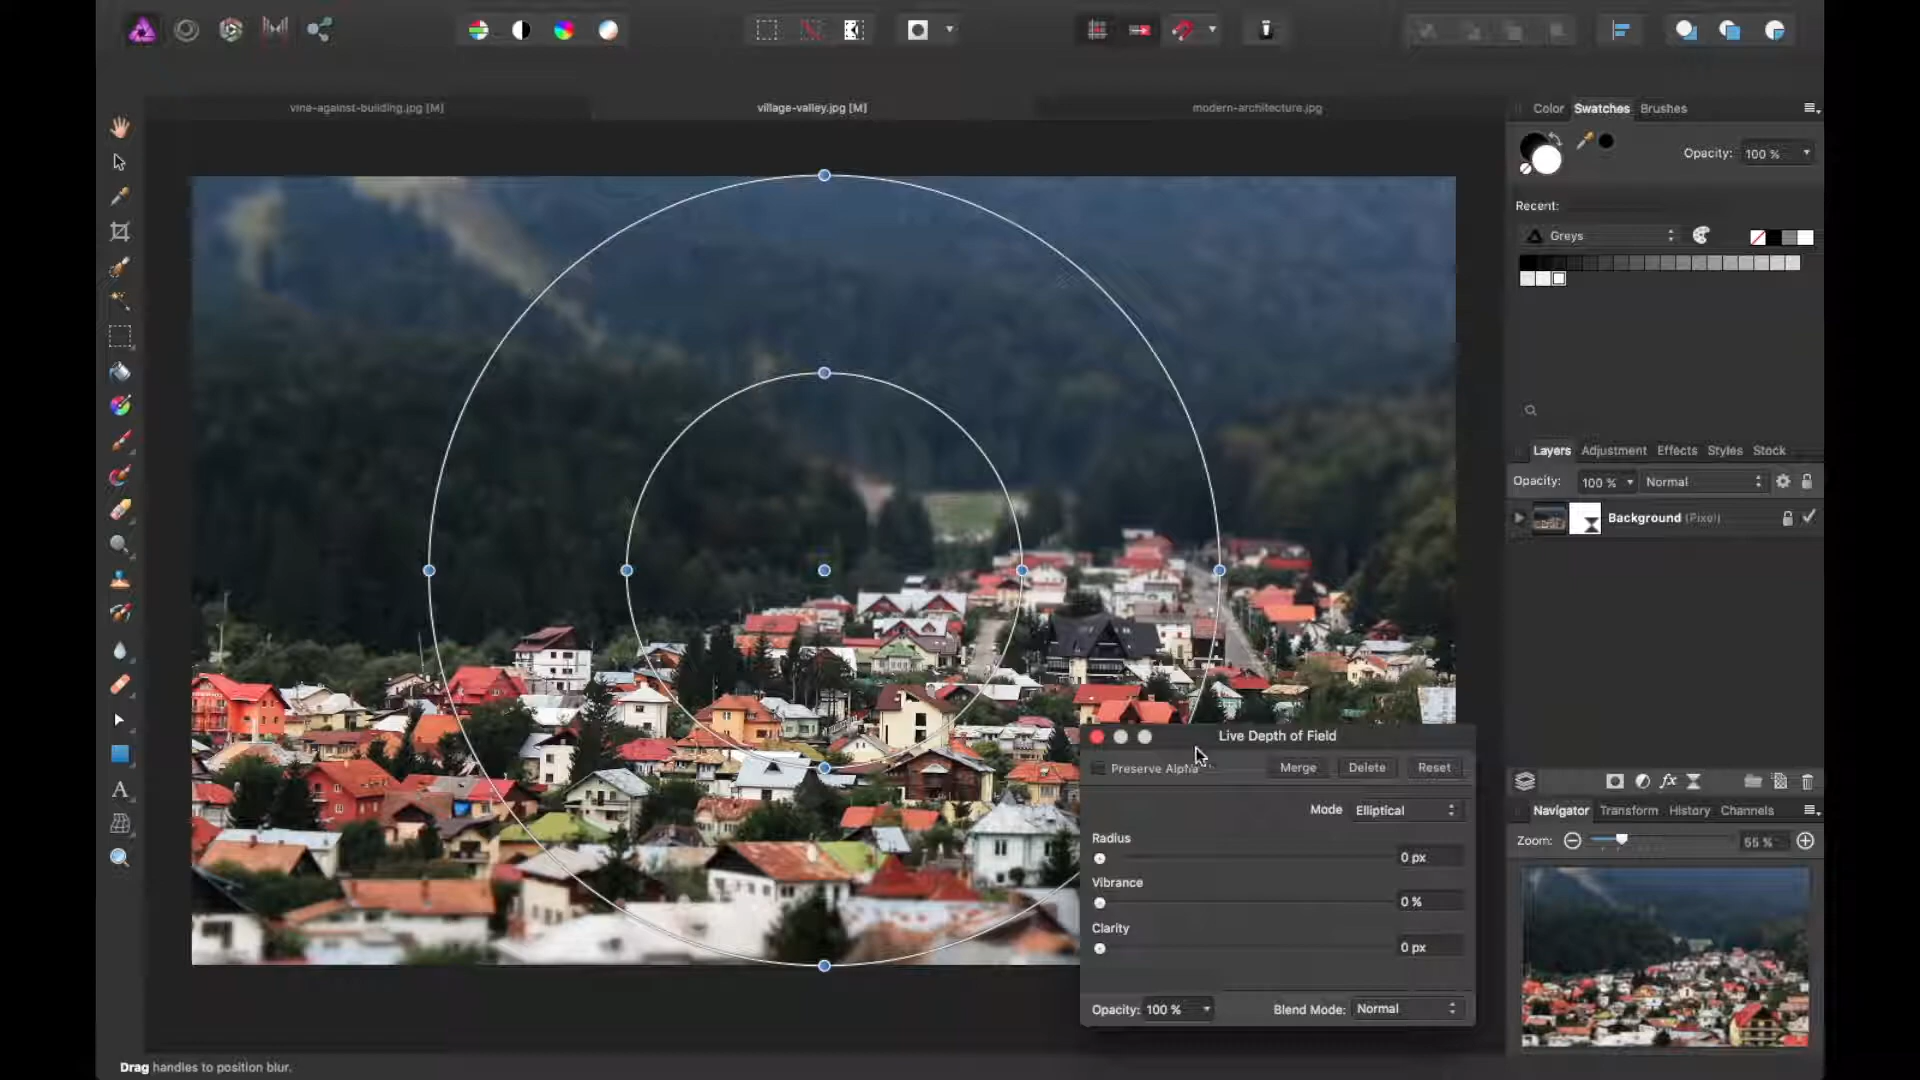 vine-against-building.jpg [M]
village-valley.jpg [M]
modern-architecture.jpg
Color Swatches Brushes
Opacity: 100 %
Recent:
Greys
Layers Adjustment Effects Styles Stock
Opacity: 100 % Normal
Background (Pixel)
Live Depth of Field
Preserve Alpha Merge Delete Reset
Mode Elliptical
Radius
0 px
Vibrance
0 %
Clarity
0 px
Opacity: 100 % Blend Mode: Normal
Navigator Transform History Channels
Zoom: 55 %
Drag handles to position blur.